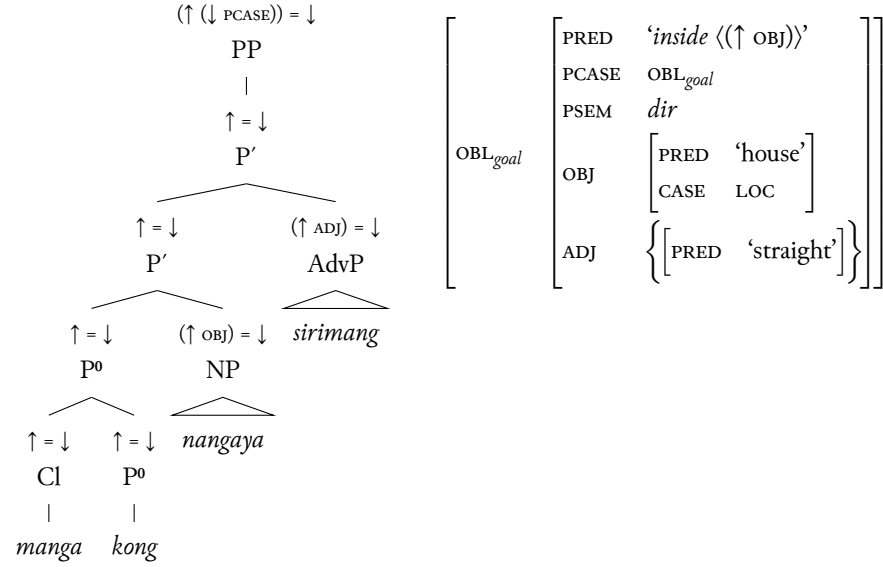 (↑ (↓ PCASE)) = ↓
PP
↑ = ↓
P′
↑ = ↓ (↑ ADJ) = ↓
P′ AdvP
↑ = ↓ (↑ OBJ) = ↓ sirimang
P⁰ NP
↑ = ↓ ↑ = ↓ nangaya
Cl P⁰
manga kong
OBL_goal
PRED ‘inside ⟨(↑ OBJ)⟩’
PCASE OBL_goal
PSEM dir
OBJ [PRED ‘house’
CASE LOC]
ADJ {[PRED ‘straight’]}